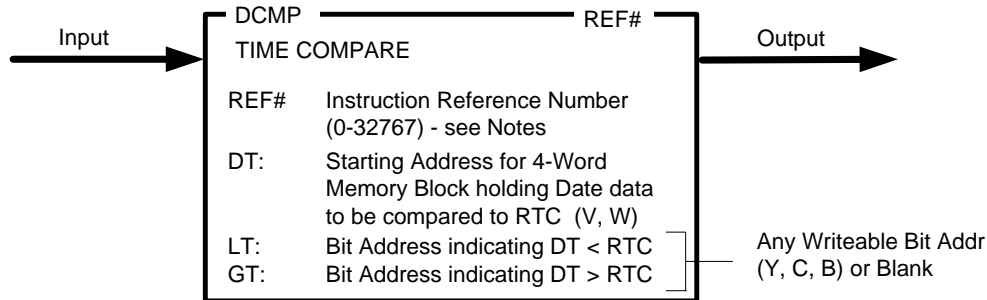 DCMP REF#
Input
Output
TIME COMPARE
REF# Instruction Reference Number
(0-32767) - see Notes
DT: Starting Address for 4-Word
Memory Block holding Date data
to be compared to RTC (V, W)
LT: Bit Address indicating DT < RTC
GT: Bit Address indicating DT > RTC
Any Writeable Bit Addr
(Y, C, B) or Blank